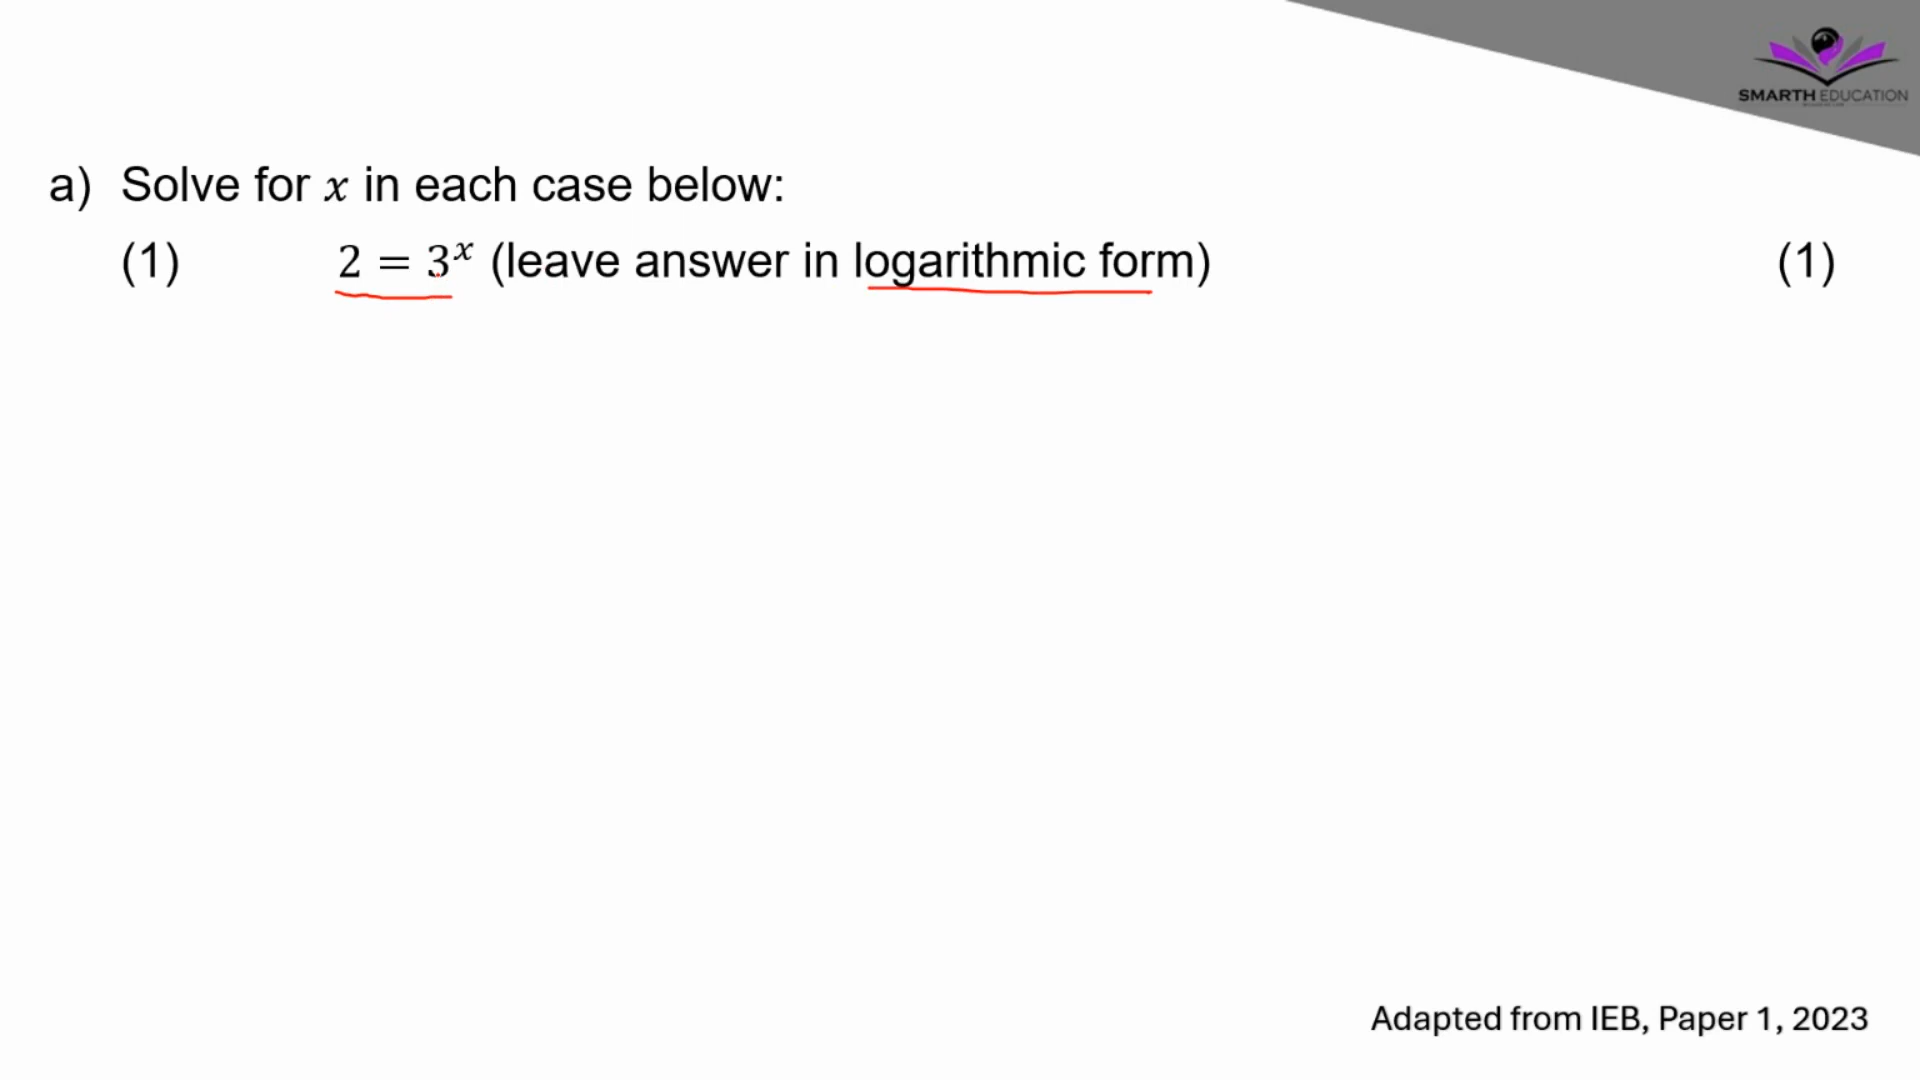 SMARTH EDUCATION
a) Solve for x in each case below:
(1) 2 = 3ˣ (leave answer in logarithmic form) (1)
Adapted from IEB, Paper 1, 2023